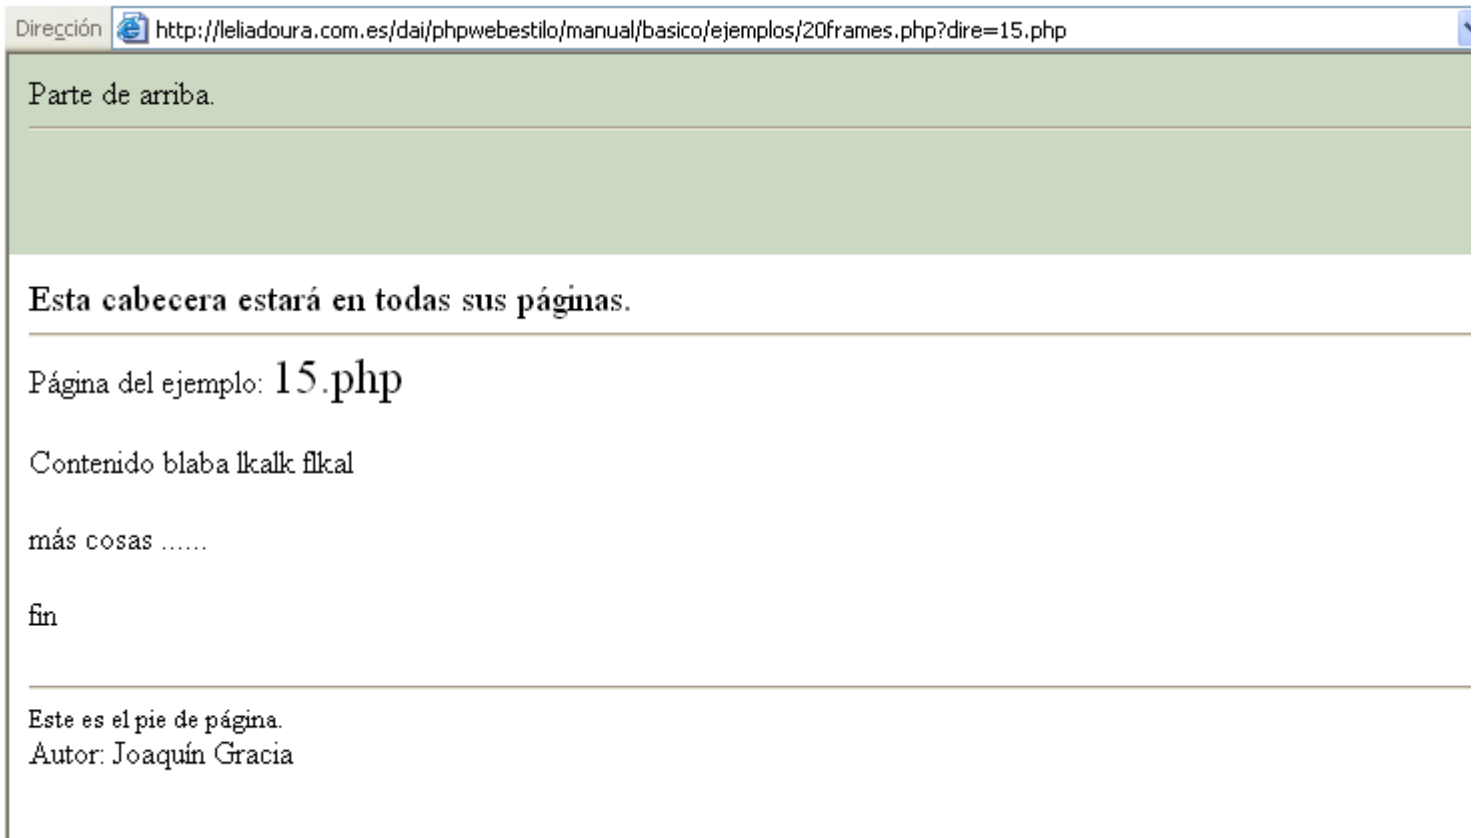 Dirección http://leliadoura.com.es/dai/phpwebestilo/manual/basico/ejemplos/20frames.php?dire=15.php
Parte de arriba.
Esta cabecera estará en todas sus páginas.
Página del ejemplo: 15.php
Contenido blaba lkalk flkal
más cosas ......
fin
Este es el pie de página.
Autor: Joaquín Gracia